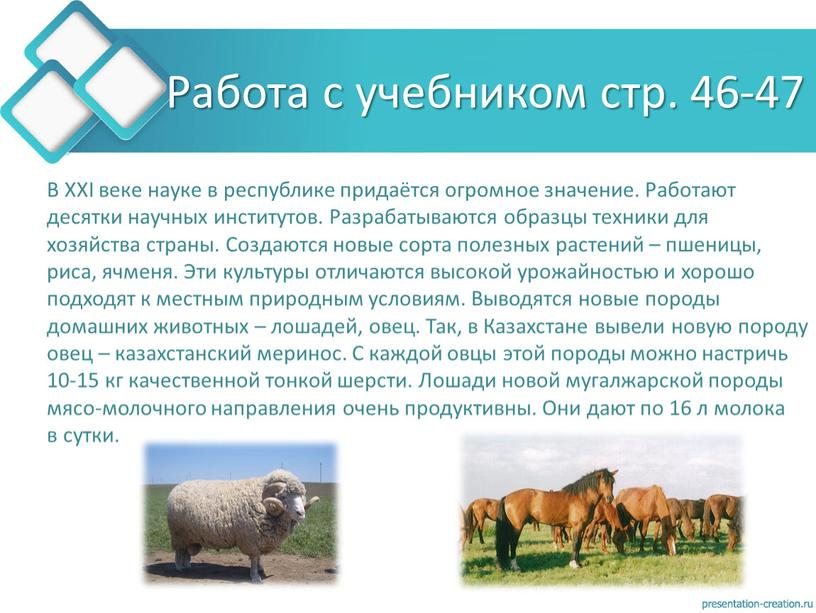 Работа с учебником стр. 46-47
В XXI веке науке в республике придаётся огромное значение. Работают
десятки научных институтов. Разрабатываются образцы техники для
хозяйства страны. Создаются новые сорта полезных растений – пшеницы,
риса, ячменя. Эти культуры отличаются высокой урожайностью и хорошо
подходят к местным природным условиям. Выводятся новые породы
домашних животных – лошадей, овец. Так, в Казахстане вывели новую породу
овец – казахстанский меринос. С каждой овцы этой породы можно настричь
10-15 кг качественной тонкой шерсти. Лошади новой мугалжарской породы
мясо-молочного направления очень продуктивны. Они дают по 16 л молока
в сутки.
presentation-creation.ru